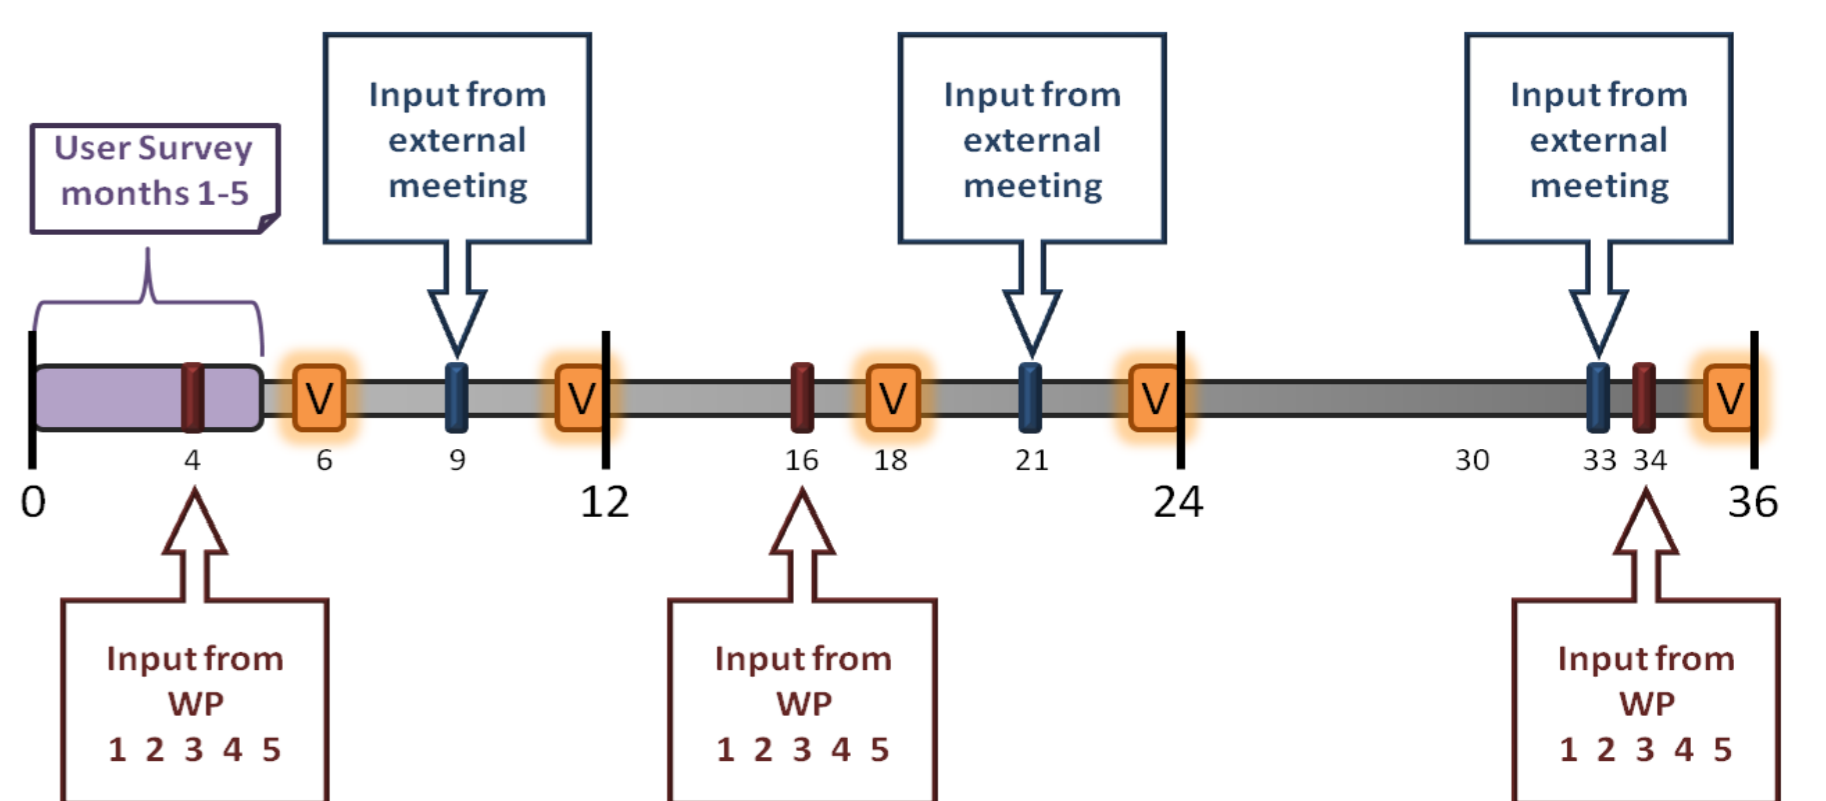 Input from
external
meeting
Input from
external
meeting
Input from
external
meeting
User Survey
months 1-5
V V V V V
4 6 9 16 18 21 30 33 34
0 12 24 36
Input from
WP
1 2 3 4 5
Input from
WP
1 2 3 4 5
Input from
WP
1 2 3 4 5